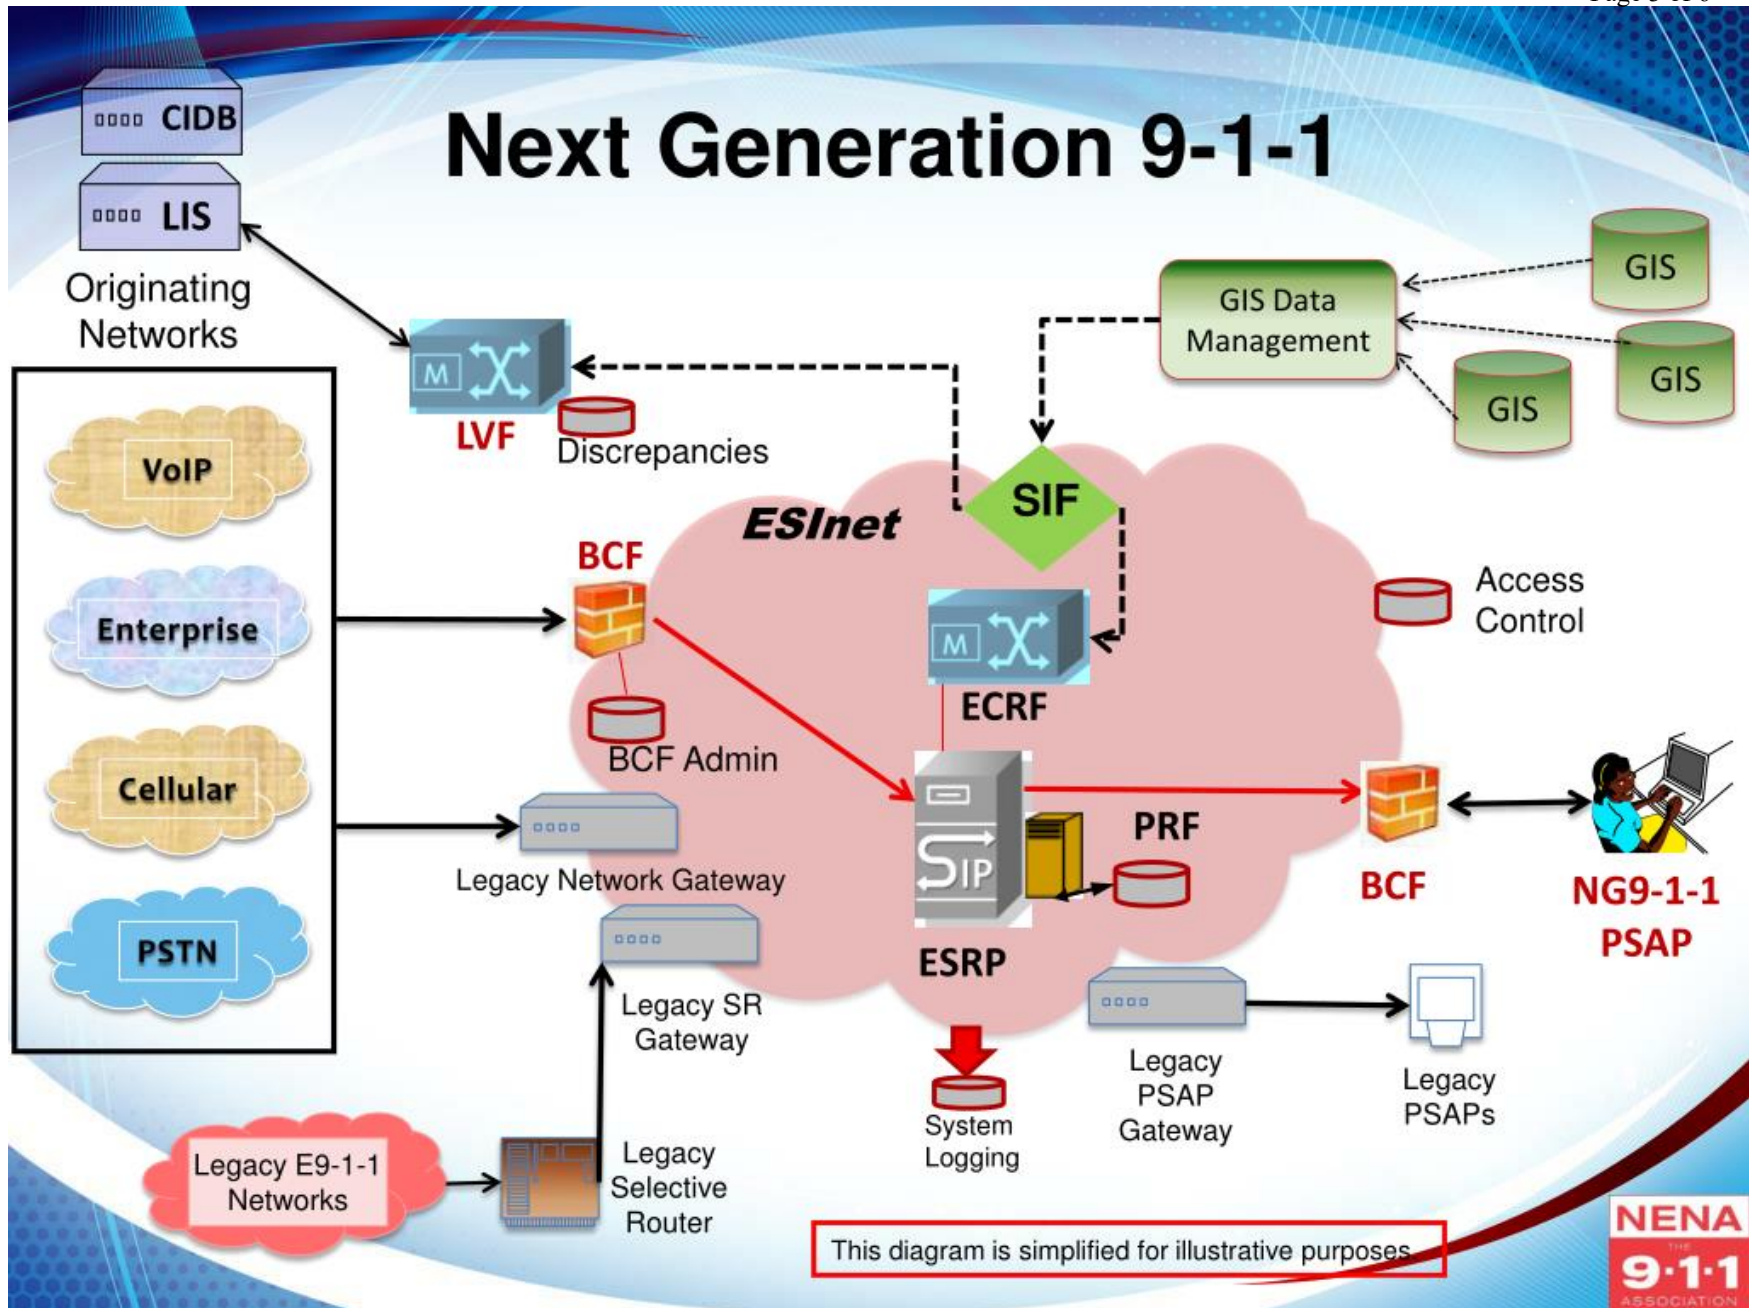 CIDB
LIS
Originating
Networks
Next Generation 9-1-1
GIS
GIS
GIS
GIS Data
Management
M
LVF
Discrepancies
SIF
ESInet
VoIP
Enterprise
Cellular
PSTN
BCF
BCF Admin
M
ECRF
Access
Control
Legacy Network Gateway
SIP
ESRP
PRF
BCF
NG9-1-1
PSAP
Legacy SR
Gateway
System
Logging
Legacy
PSAP
Gateway
Legacy
PSAPs
Legacy E9-1-1
Networks
Legacy
Selective
Router
This diagram is simplified for illustrative purposes.
NENA
THE
9·1·1
ASSOCIATION